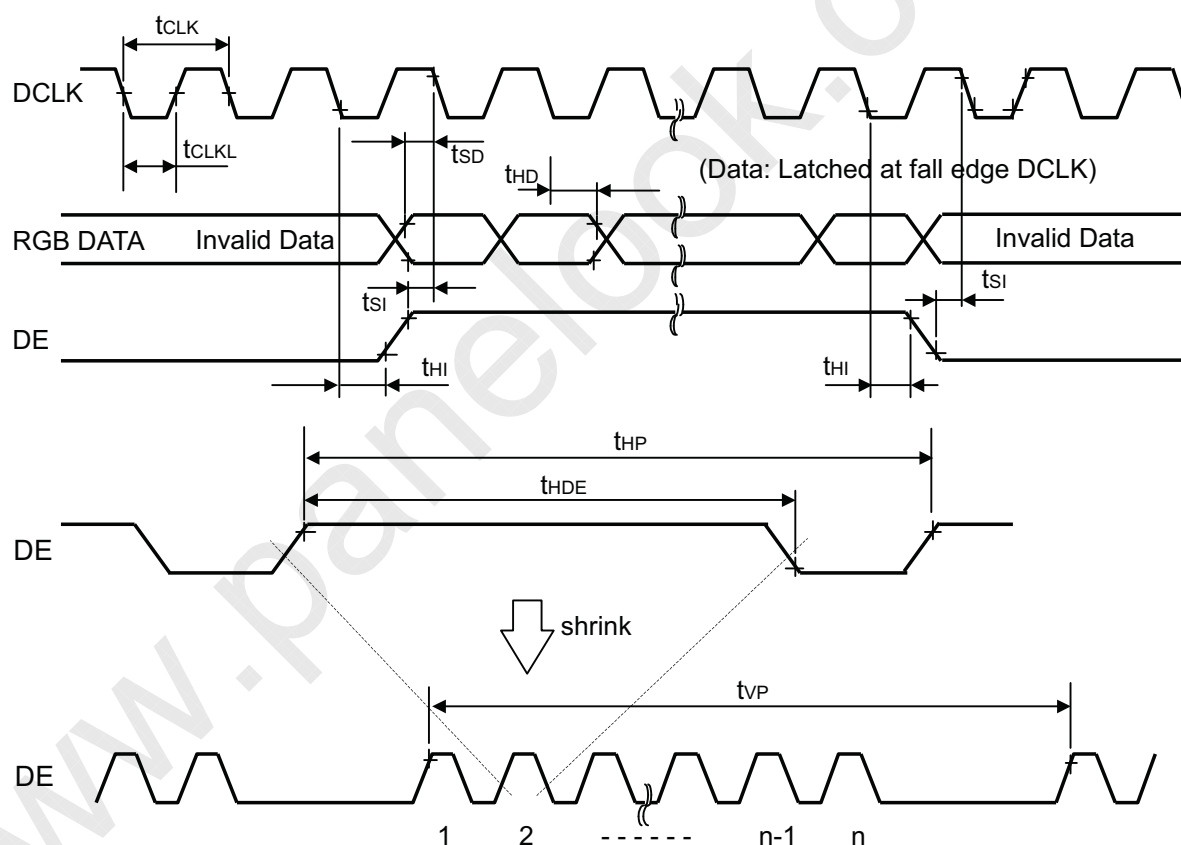 tCLK
DCLK
tCLKL
tSD
(Data: Latched at fall edge DCLK)
tHD
RGB DATA
Invalid Data
Invalid Data
tSI
tSI
DE
tHI
tHI
tHP
tHDE
DE
shrink
tVP
DE
1 2 - - - - - - n-1 n
www.panelook.c